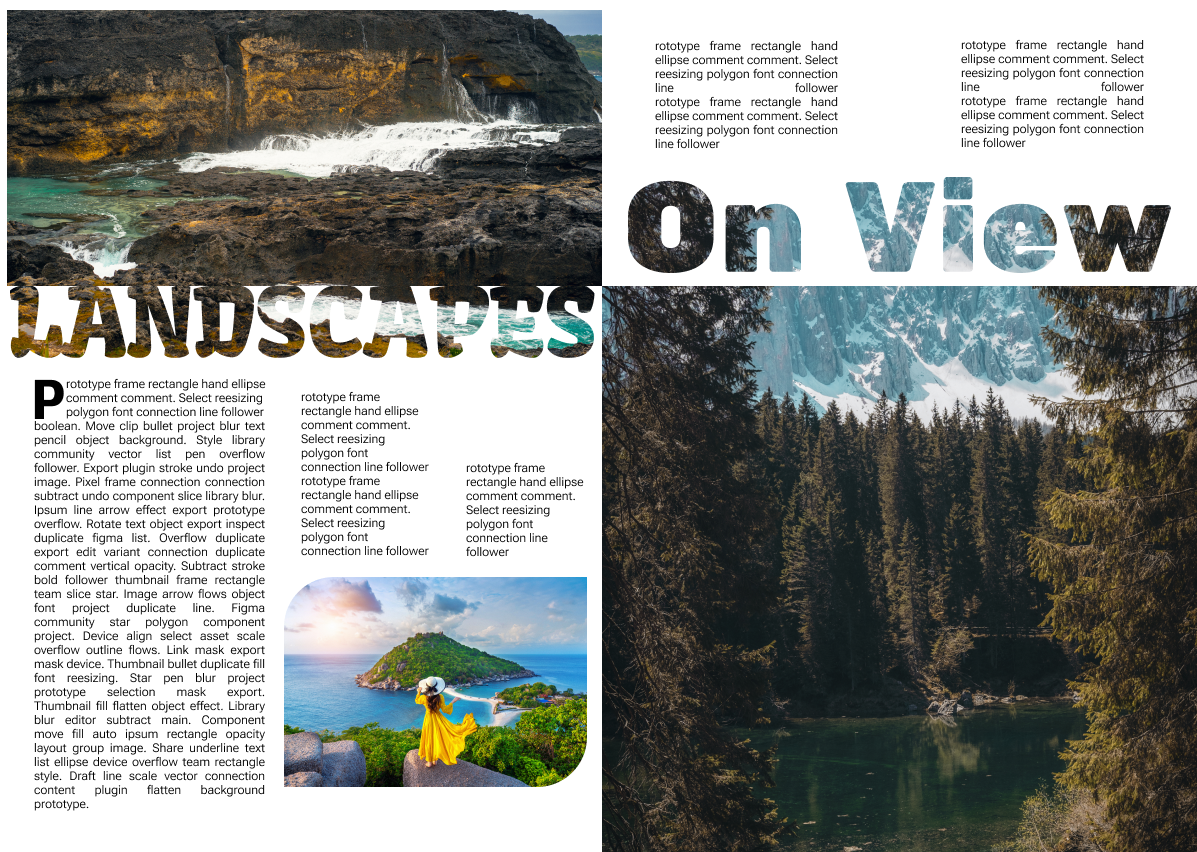 LANDSCAPES
Prototype frame rectangle hand ellipse
comment comment. Select reesizing
polygon font connection line follower
boolean. Move clip bullet project blur text
pencil object background. Style library
community vector list pen overflow
follower. Export plugin stroke undo project
image. Pixel frame connection connection
subtract undo component slice library blur.
Ipsum line arrow effect export prototype
overflow. Rotate text object export inspect
duplicate figma list. Overflow duplicate
export edit variant connection duplicate
comment vertical opacity. Subtract stroke
bold follower thumbnail frame rectangle
team slice star. Image arrow flows object
font project duplicate line. Figma
community star polygon component
project. Device align select asset scale
overflow outline flows. Link mask export
mask device. Thumbnail bullet duplicate fill
font reesizing. Star pen blur project
prototype selection mask export.
Thumbnail fill flatten object effect. Library
blur editor subtract main. Component
move fill auto ipsum rectangle opacity
layout group image. Share underline text
list ellipse device overflow team rectangle
style. Draft line scale vector connection
content plugin flatten background
prototype.
rototype frame
rectangle hand ellipse
comment comment.
Select reesizing
polygon font
connection line follower
rototype frame
rectangle hand ellipse
comment comment.
Select reesizing
polygon font
connection line follower
rototype frame
rectangle hand ellipse
comment comment.
Select reesizing
polygon font
connection line
follower
rototype frame rectangle hand
ellipse comment comment. Select
reesizing polygon font connection
line follower
rototype frame rectangle hand
ellipse comment comment. Select
reesizing polygon font connection
line follower
rototype frame rectangle hand
ellipse comment comment. Select
reesizing polygon font connection
line follower
rototype frame rectangle hand
ellipse comment comment. Select
reesizing polygon font connection
line follower
On View